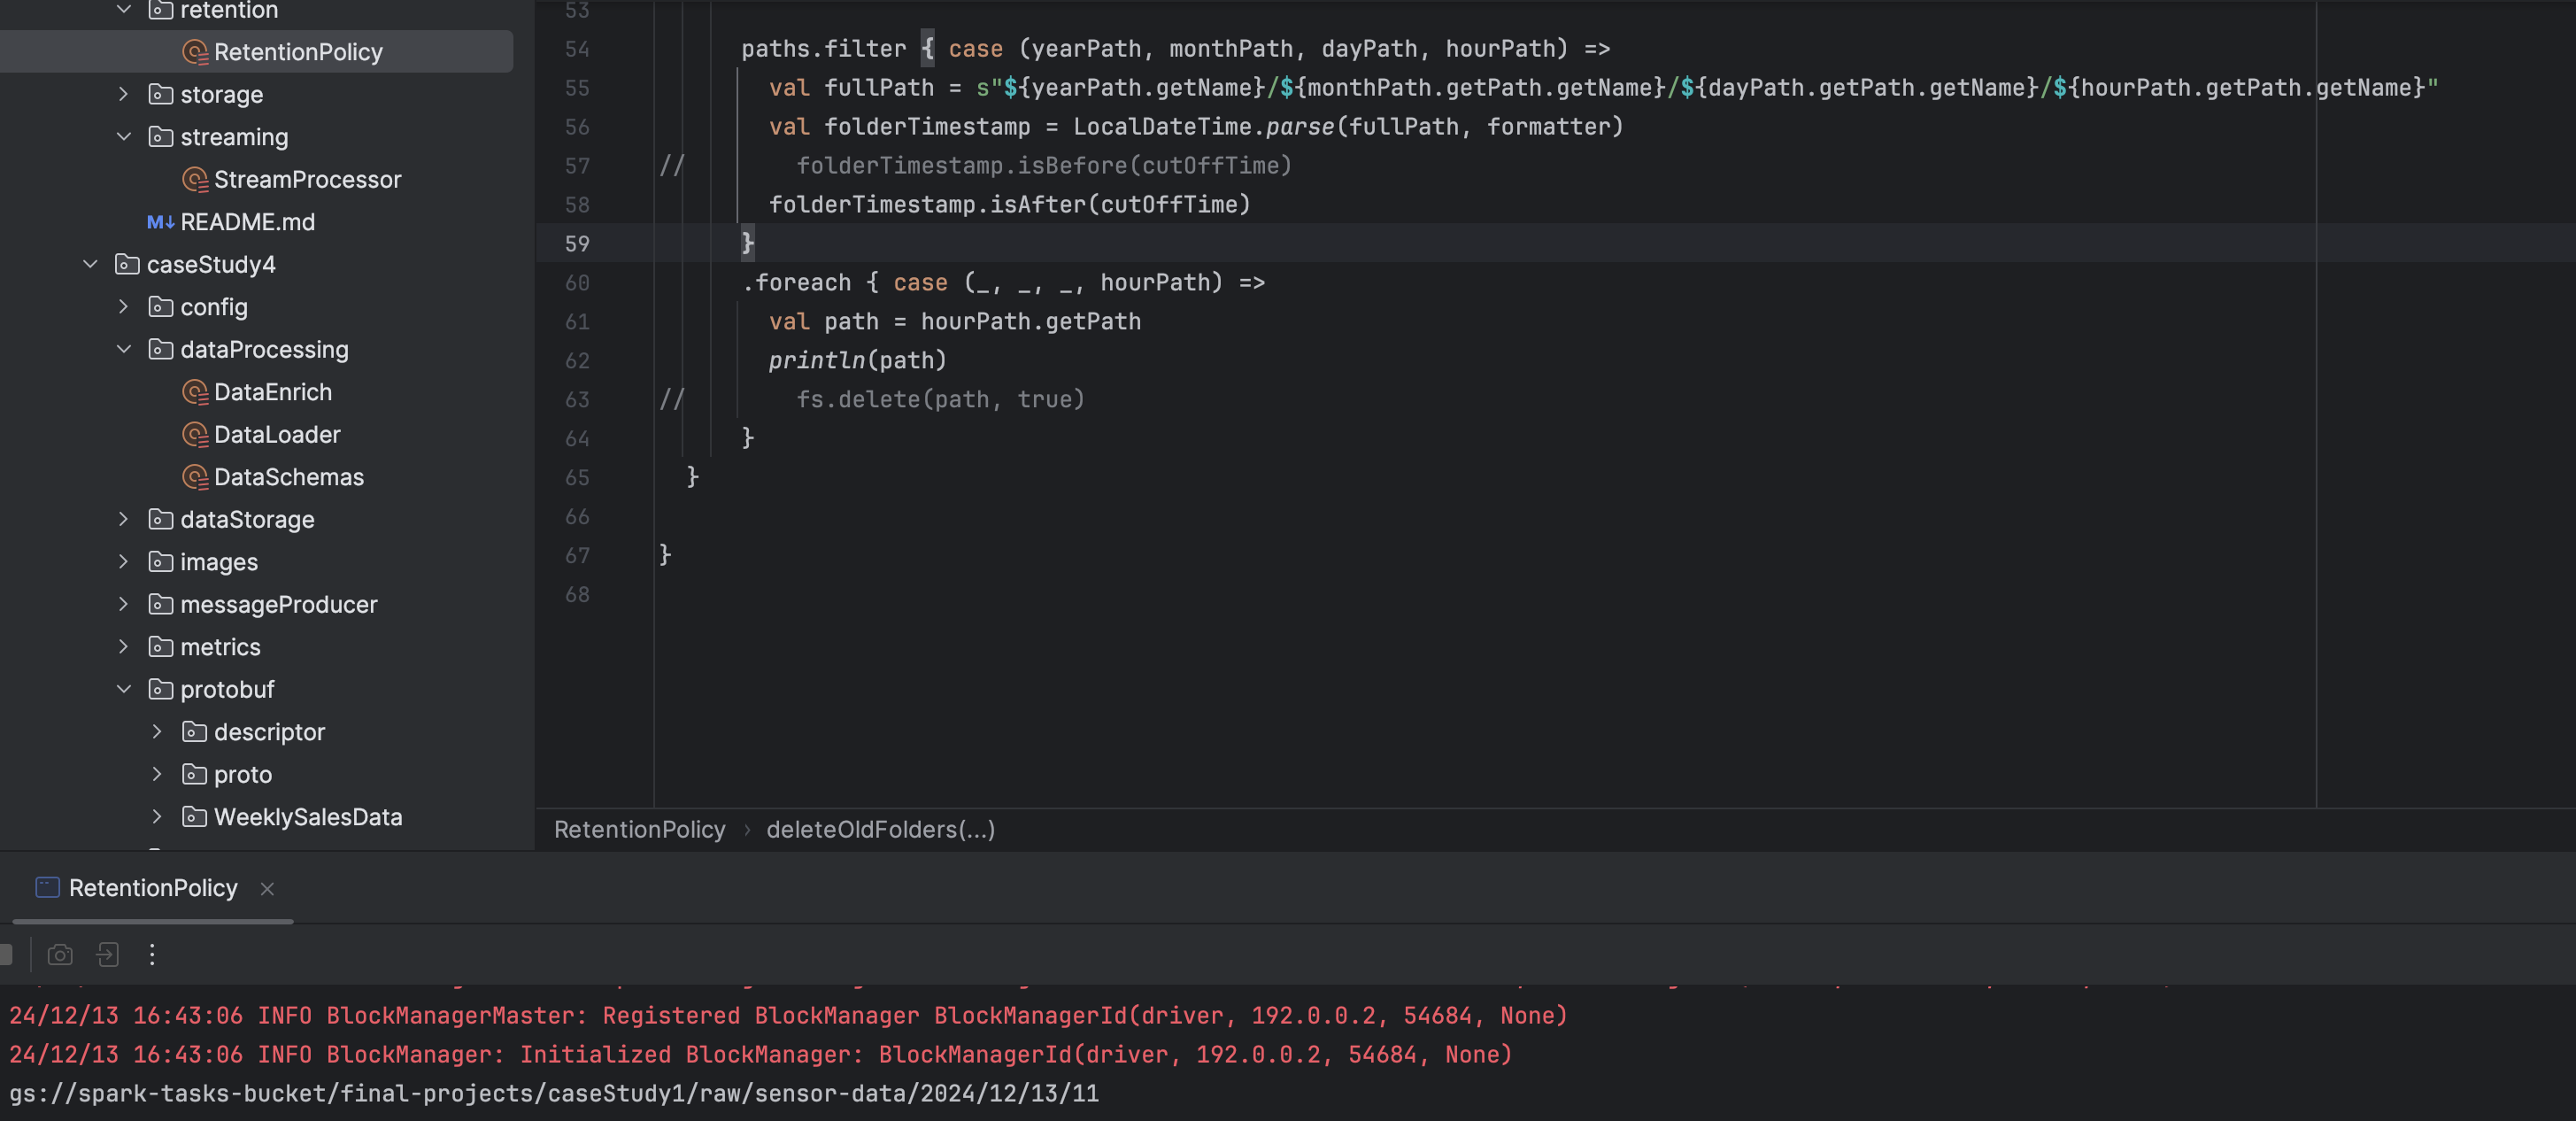 retention
RetentionPolicy
storage
streaming
StreamProcessor
M↓ README.md
caseStudy4
config
dataProcessing
DataEnrich
DataLoader
DataSchemas
dataStorage
images
messageProducer
metrics
protobuf
descriptor
proto
WeeklySalesData
53
54 paths.filter { case (yearPath, monthPath, dayPath, hourPath) =>
55 val fullPath = s"${yearPath.getName}/${monthPath.getPath.getName}/${dayPath.getPath.getName}/${hourPath.getPath.getName}"
56 val folderTimestamp = LocalDateTime.parse(fullPath, formatter)
57 // folderTimestamp.isBefore(cutOffTime)
58 folderTimestamp.isAfter(cutOffTime)
59 }
60 .foreach { case (_, _, _, hourPath) =>
61 val path = hourPath.getPath
62 println(path)
63 // fs.delete(path, true)
64 }
65 }
66
67 }
68
RetentionPolicy › deleteOldFolders(...)
RetentionPolicy ×
24/12/13 16:43:06 INFO BlockManagerMaster: Registered BlockManager BlockManagerId(driver, 192.0.0.2, 54684, None)
24/12/13 16:43:06 INFO BlockManager: Initialized BlockManager: BlockManagerId(driver, 192.0.0.2, 54684, None)
gs://spark-tasks-bucket/final-projects/caseStudy1/raw/sensor-data/2024/12/13/11